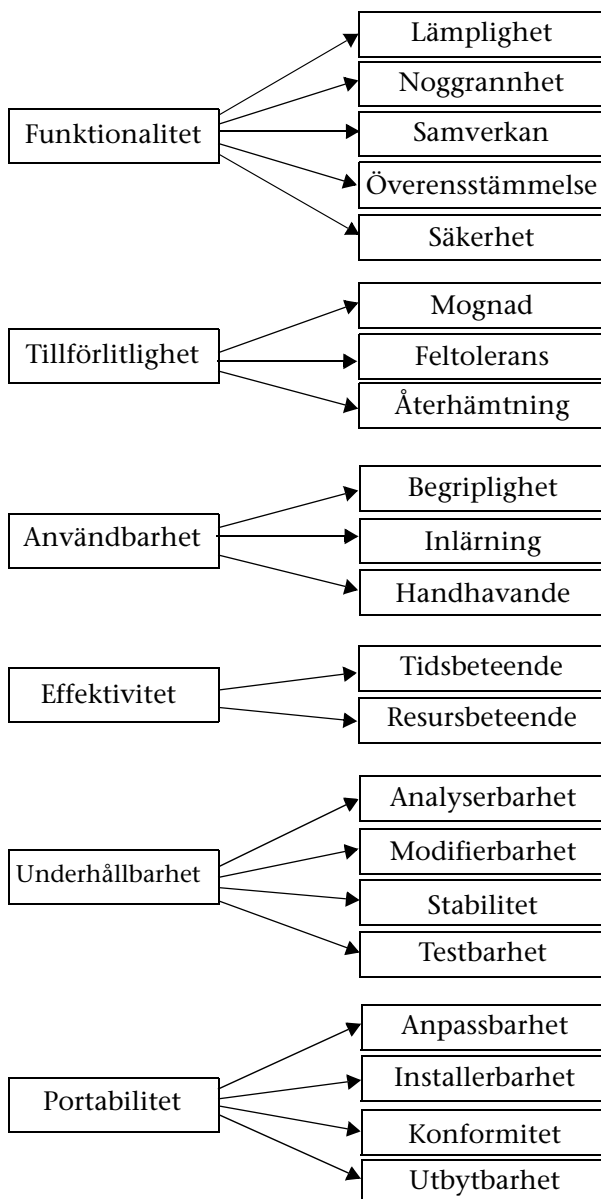 Funktionalitet
Lämplighet
Noggrannhet
Samverkan
Överensstämmelse
Säkerhet
Tillförlitlighet
Mognad
Feltolerans
Återhämtning
Användbarhet
Begriplighet
Inlärning
Handhavande
Effektivitet
Tidsbeteende
Resursbeteende
Underhållbarhet
Analyserbarhet
Modifierbarhet
Stabilitet
Testbarhet
Portabilitet
Anpassbarhet
Installerbarhet
Konformitet
Utbytbarhet